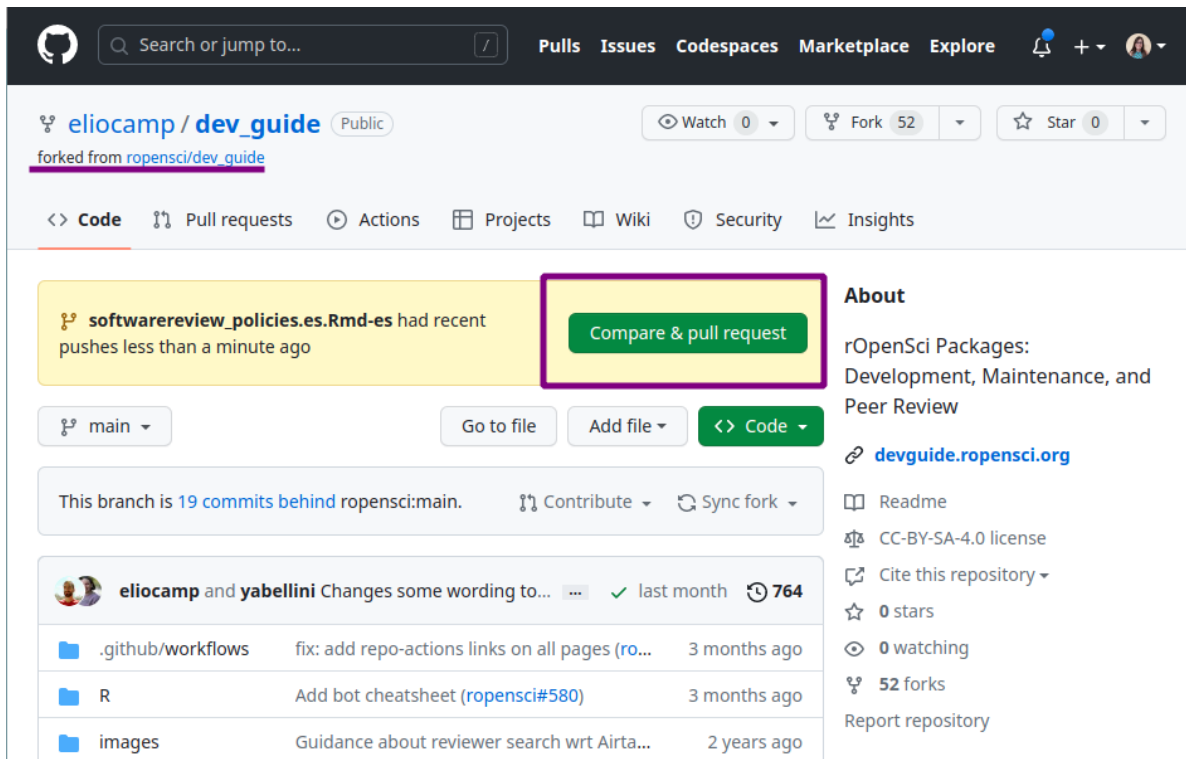 Search or jump to... / Pulls Issues Codespaces Marketplace Explore +
eliocamp / dev_guide Public Watch 0 Fork 52 Star 0
forked from ropensci/dev_guide
<> Code Pull requests Actions Projects Wiki Security Insights
softwarereview_policies.es.Rmd-es had recent
pushes less than a minute ago
Compare & pull request
main Go to file Add file <> Code
This branch is 19 commits behind ropensci:main. Contribute Sync fork
eliocamp and yabellini Changes some wording to... ... last month 764
.github/workflows fix: add repo-actions links on all pages (ro... 3 months ago
R Add bot cheatsheet (ropensci#580) 3 months ago
images Guidance about reviewer search wrt Airta... 2 years ago
About
rOpenSci Packages:
Development, Maintenance, and
Peer Review
devguide.ropensci.org
Readme
CC-BY-SA-4.0 license
Cite this repository
0 stars
0 watching
52 forks
Report repository